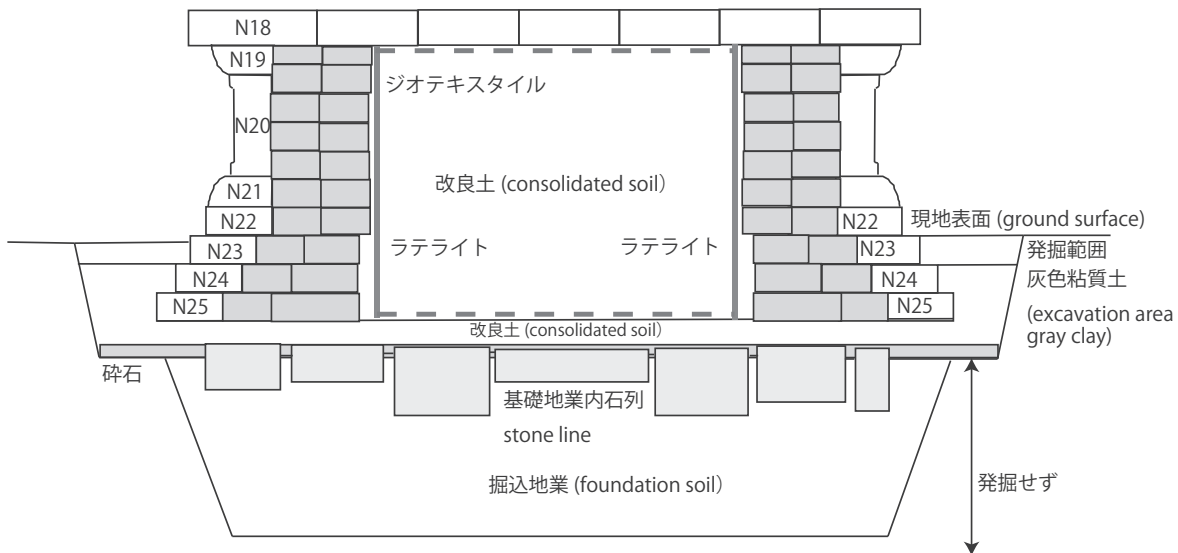 N18
N19
ジオテキスタイル
N20
改良土 (consolidated soil)
N21
N22
N22
現地表面 (ground surface)
N23
ラテライト
ラテライト
N23
発掘範囲
N24
N24
灰色粘質土
N25
N25
(excavation area
gray clay)
改良土 (consolidated soil)
砕石
基礎地業内石列
stone line
掘込地業 (foundation soil)
発掘せず